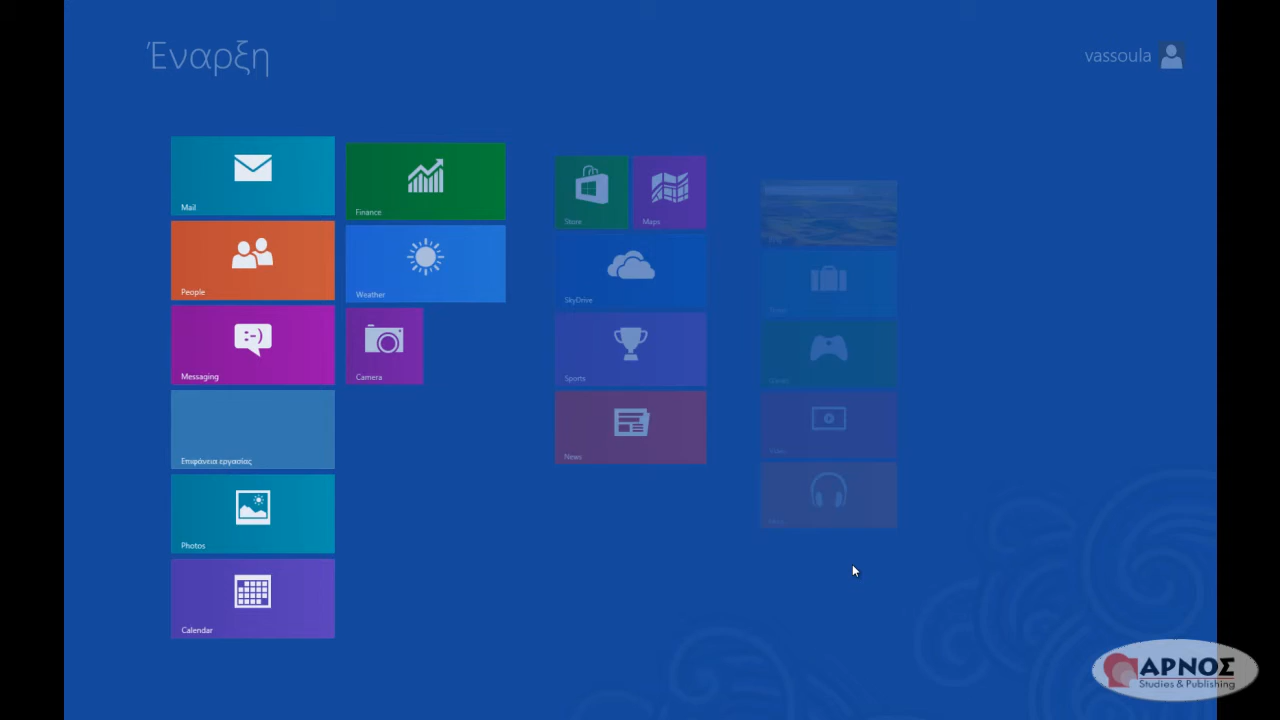 Έναρξη
vassoula
Mail
Finance
Store
Maps
People
Weather
SkyDrive
Messaging
Camera
Sports
Επιφάνεια εργασίας
News
Photos
Calendar
ΑΡΝΟΣ
Studies & Publishing